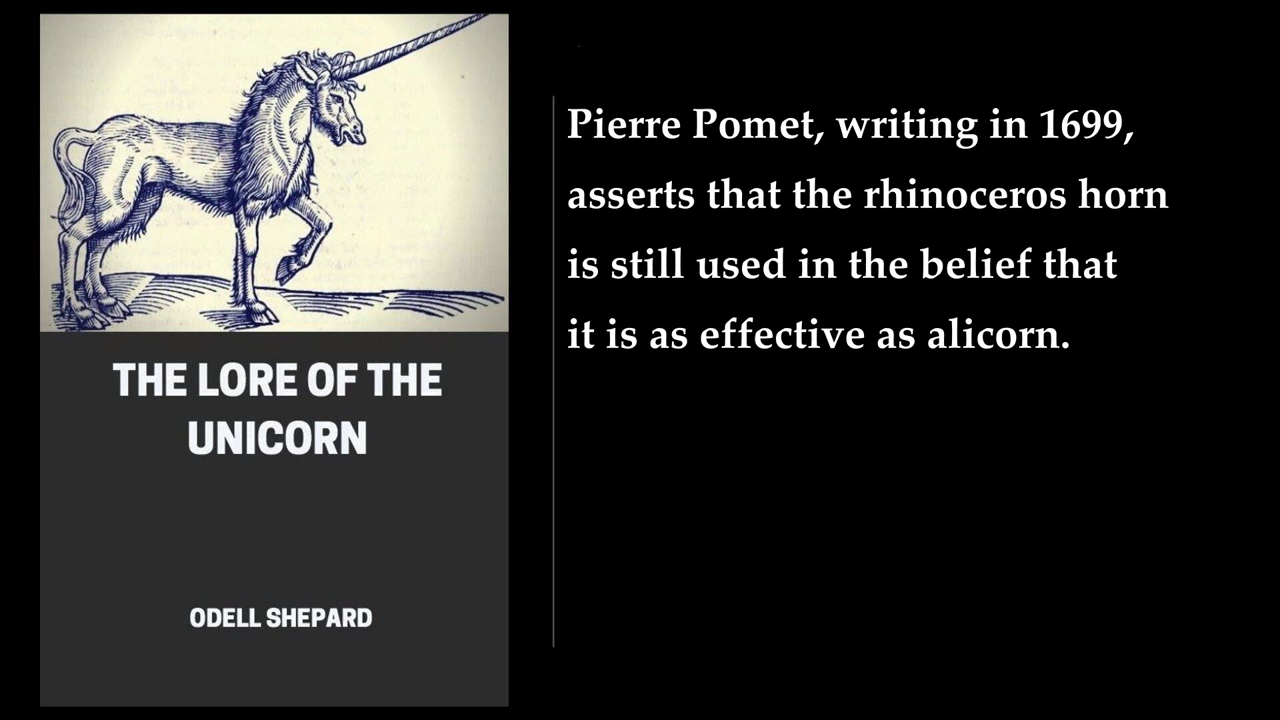 THE LORE OF THE
UNICORN
ODELL SHEPARD
Pierre Pomet, writing in 1699,
asserts that the rhinoceros horn
is still used in the belief that
it is as effective as alicorn.